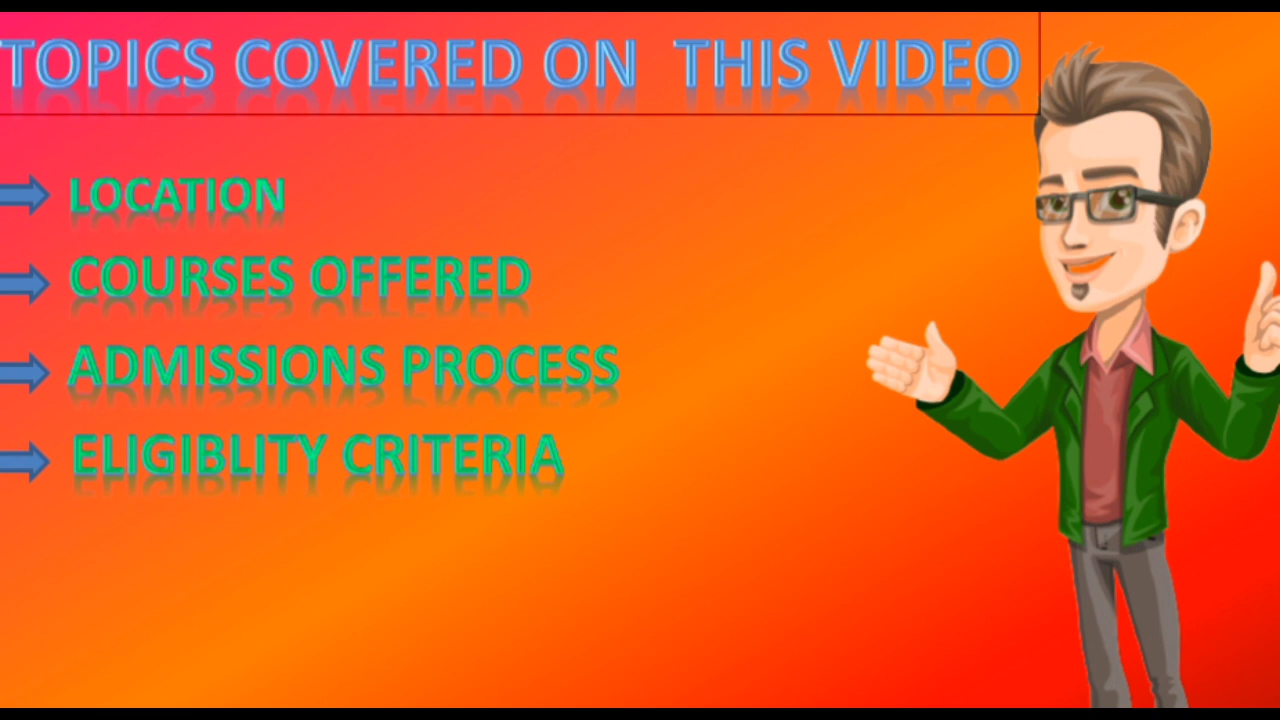 TOPICS COVERED ON THIS VIDEO
LOCATION
COURSES OFFERED
ADMISSIONS PROCESS
ELIGIBLITY CRITERIA